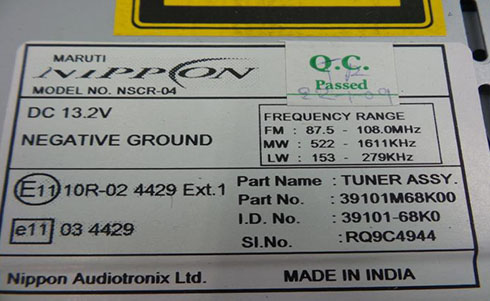 MARUTI
NIPPON
MODEL NO. NSCR-04
Q.C.
Passed
DC 13.2V
NEGATIVE GROUND
FREQUENCY RANGE
FM : 87.5 - 108.0MHz
MW : 522 - 1611KHz
LW : 153 - 279KHz
E11 10R-02 4429 Ext.1
e11 03 4429
Part Name : TUNER ASSY.
Part No. : 39101M68K00
I.D. No. : 39101-68K0
Sl.No. : RQ9C4944
Nippon Audiotronix Ltd.
MADE IN INDIA